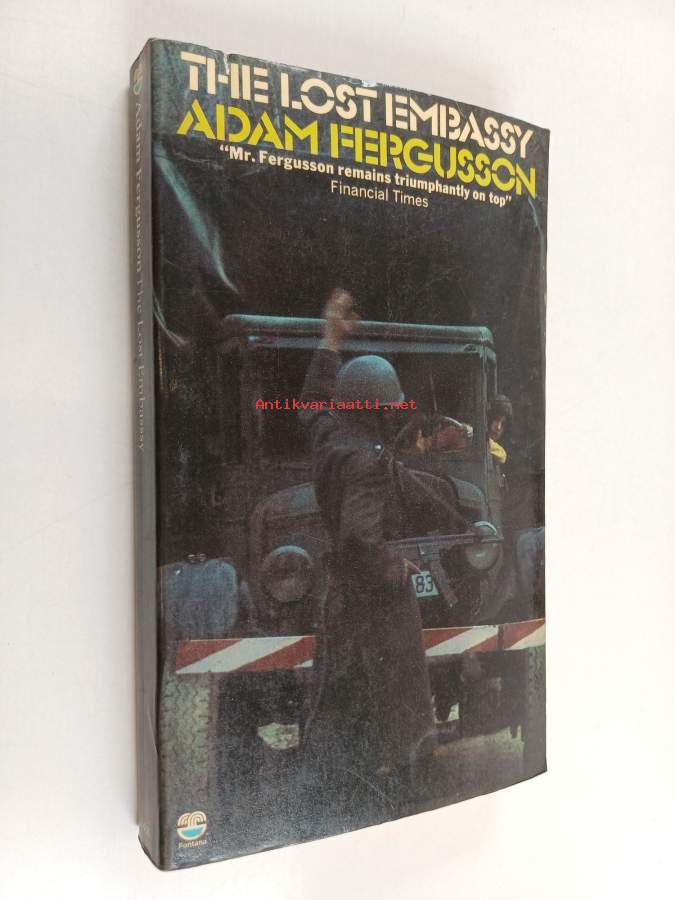 THE LOST EMBASSY
ADAM FERGUSSON
"Mr. Fergusson remains triumphantly on top"
Financial Times
Antikvariaatti.net
83
Fontana
Adam Fergusson The Lost Embassy